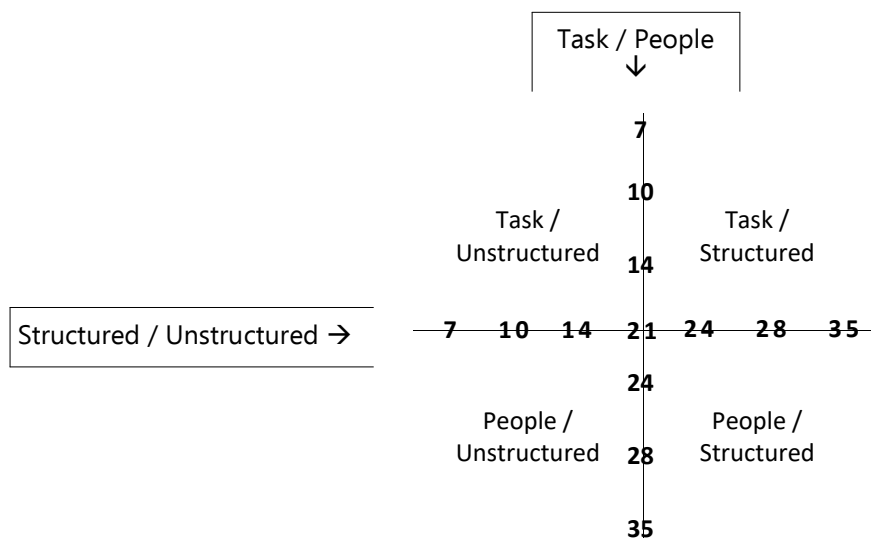 Task / People
↓
7
10
Task / Unstructured
Task / Structured
14
Structured / Unstructured →
7 10 14 21 24 28 35
24
People / Unstructured
People / Structured
28
35